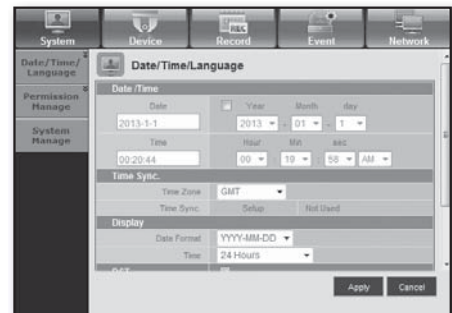 System Device Record Event Network
REC
Date/Time/
Language
Permission
Manage
System
Manage
Date/Time/Language
Date /Time
Date Year Month day
2013-1-1 2013 - 01 - 1
Time Hour Min sec
00:20:44 00 : 19 : 58 AM
Time Sync.
Time Zone GMT
Time Sync. Setup Not Used
Display
Date Format YYYY-MM-DD
Time 24 Hours
DST
Apply Cancel